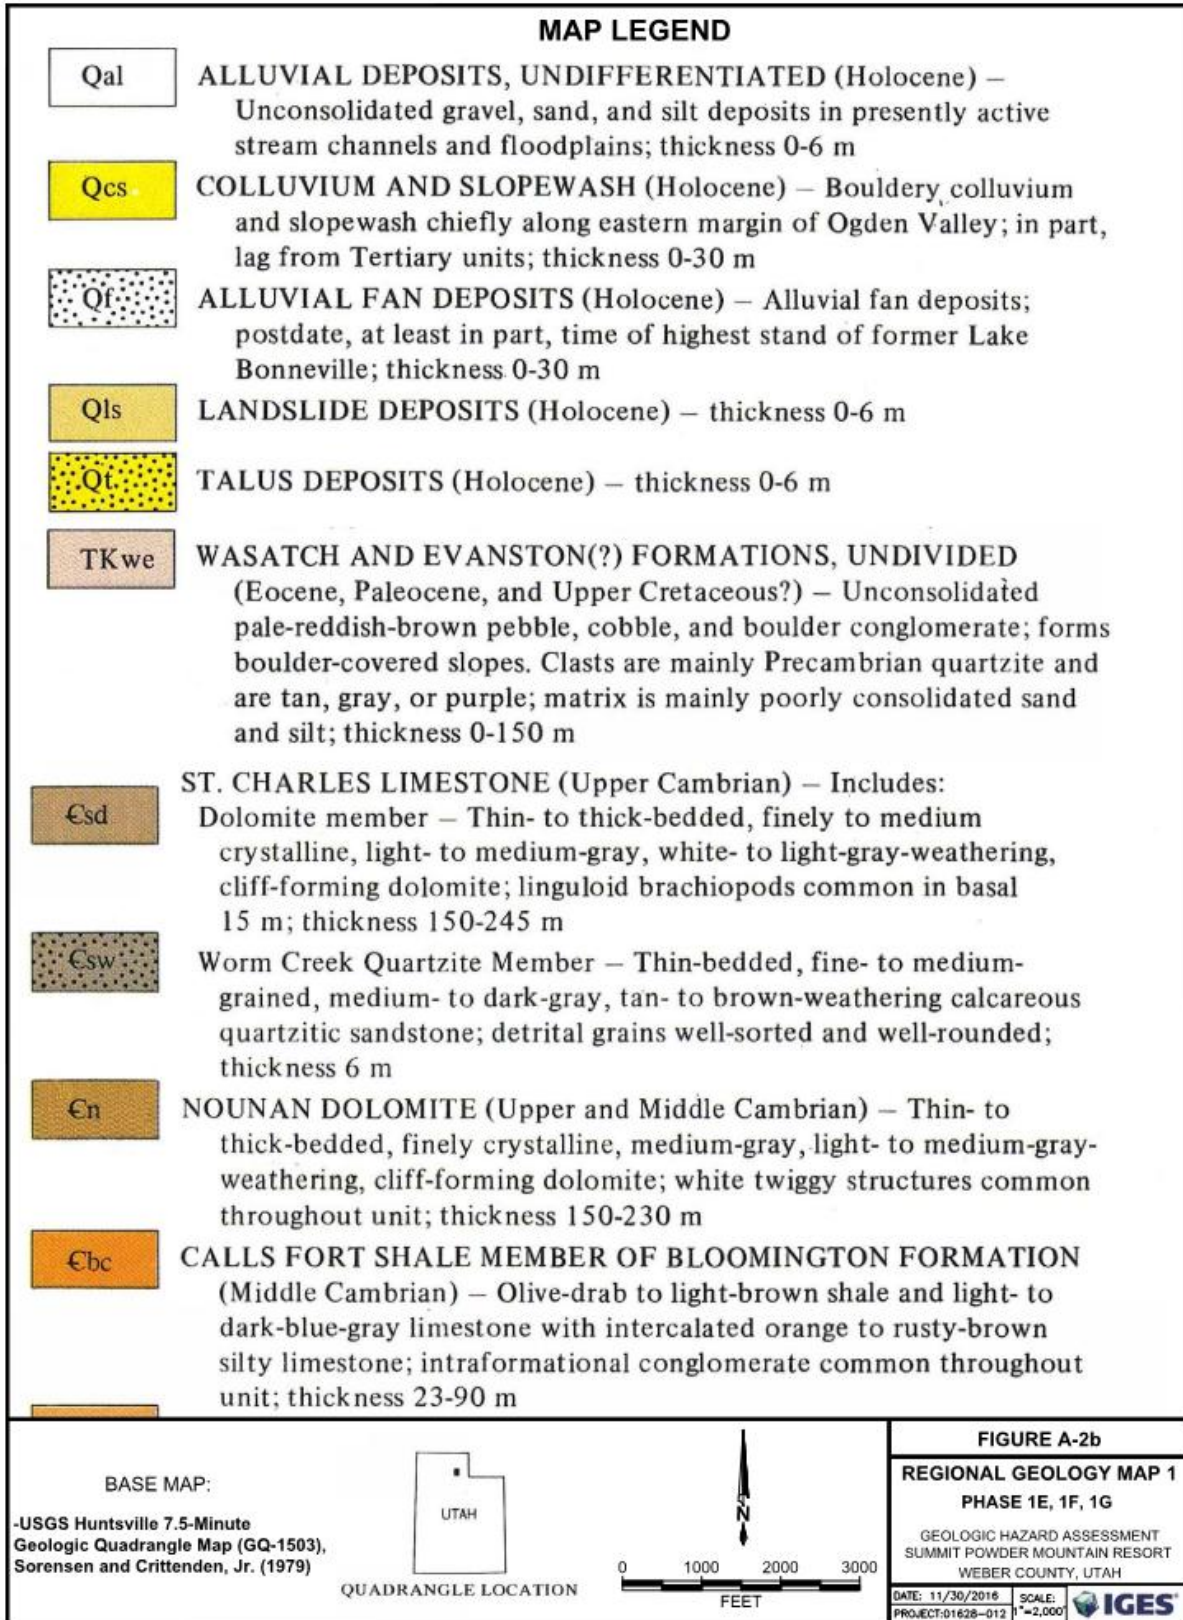 MAP LEGEND
Qal
ALLUVIAL DEPOSITS, UNDIFFERENTIATED (Holocene) –
Unconsolidated gravel, sand, and silt deposits in presently active
stream channels and floodplains; thickness 0-6 m
Qcs
COLLUVIUM AND SLOPEWASH (Holocene) – Bouldery colluvium
and slopewash chiefly along eastern margin of Ogden Valley; in part,
lag from Tertiary units; thickness 0-30 m
Qf
ALLUVIAL FAN DEPOSITS (Holocene) – Alluvial fan deposits;
postdate, at least in part, time of highest stand of former Lake
Bonneville; thickness 0-30 m
Qls
LANDSLIDE DEPOSITS (Holocene) – thickness 0-6 m
Qt
TALUS DEPOSITS (Holocene) – thickness 0-6 m
TKwe
WASATCH AND EVANSTON(?) FORMATIONS, UNDIVIDED
(Eocene, Paleocene, and Upper Cretaceous?) – Unconsolidated
pale-reddish-brown pebble, cobble, and boulder conglomerate; forms
boulder-covered slopes. Clasts are mainly Precambrian quartzite and
are tan, gray, or purple; matrix is mainly poorly consolidated sand
and silt; thickness 0-150 m
ST. CHARLES LIMESTONE (Upper Cambrian) – Includes:
Єsd
Dolomite member – Thin- to thick-bedded, finely to medium
crystalline, light- to medium-gray, white- to light-gray-weathering,
cliff-forming dolomite; linguloid brachiopods common in basal
15 m; thickness 150-245 m
Єsw
Worm Creek Quartzite Member – Thin-bedded, fine- to medium-
grained, medium- to dark-gray, tan- to brown-weathering calcareous
quartzitic sandstone; detrital grains well-sorted and well-rounded;
thickness 6 m
Єn
NOUNAN DOLOMITE (Upper and Middle Cambrian) – Thin- to
thick-bedded, finely crystalline, medium-gray, light- to medium-gray-
weathering, cliff-forming dolomite; white twiggy structures common
throughout unit; thickness 150-230 m
Єbc
CALLS FORT SHALE MEMBER OF BLOOMINGTON FORMATION
(Middle Cambrian) – Olive-drab to light-brown shale and light- to
dark-blue-gray limestone with intercalated orange to rusty-brown
silty limestone; intraformational conglomerate common throughout
unit; thickness 23-90 m
BASE MAP:
-USGS Huntsville 7.5-Minute
Geologic Quadrangle Map (GQ-1503),
Sorensen and Crittenden, Jr. (1979)
UTAH
QUADRANGLE LOCATION
N
0 1000 2000 3000
FEET
FIGURE A-2b
REGIONAL GEOLOGY MAP 1
PHASE 1E, 1F, 1G
GEOLOGIC HAZARD ASSESSMENT
SUMMIT POWDER MOUNTAIN RESORT
WEBER COUNTY, UTAH
DATE: 11/30/2016
PROJECT:01628-012
SCALE:
1"=2,000'
IGES